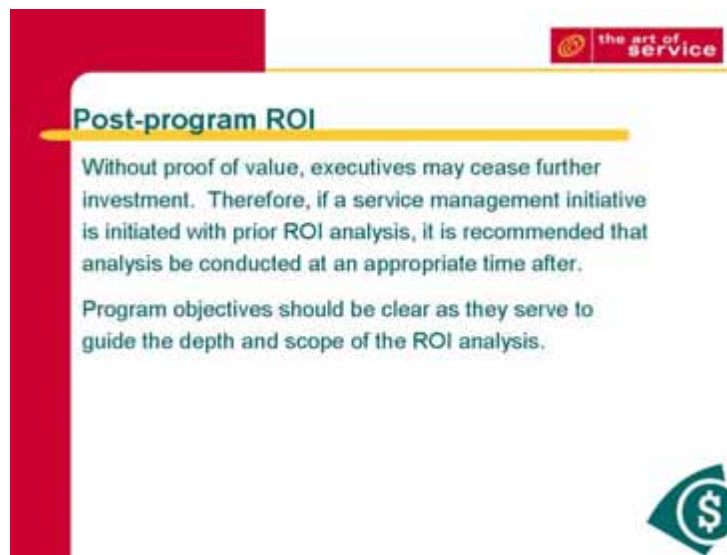 the art of
service
Post-program ROI
Without proof of value, executives may cease further
investment.  Therefore, if a service management initiative
is initiated with prior ROI analysis, it is recommended that
analysis be conducted at an appropriate time after.
Program objectives should be clear as they serve to
guide the depth and scope of the ROI analysis.
$